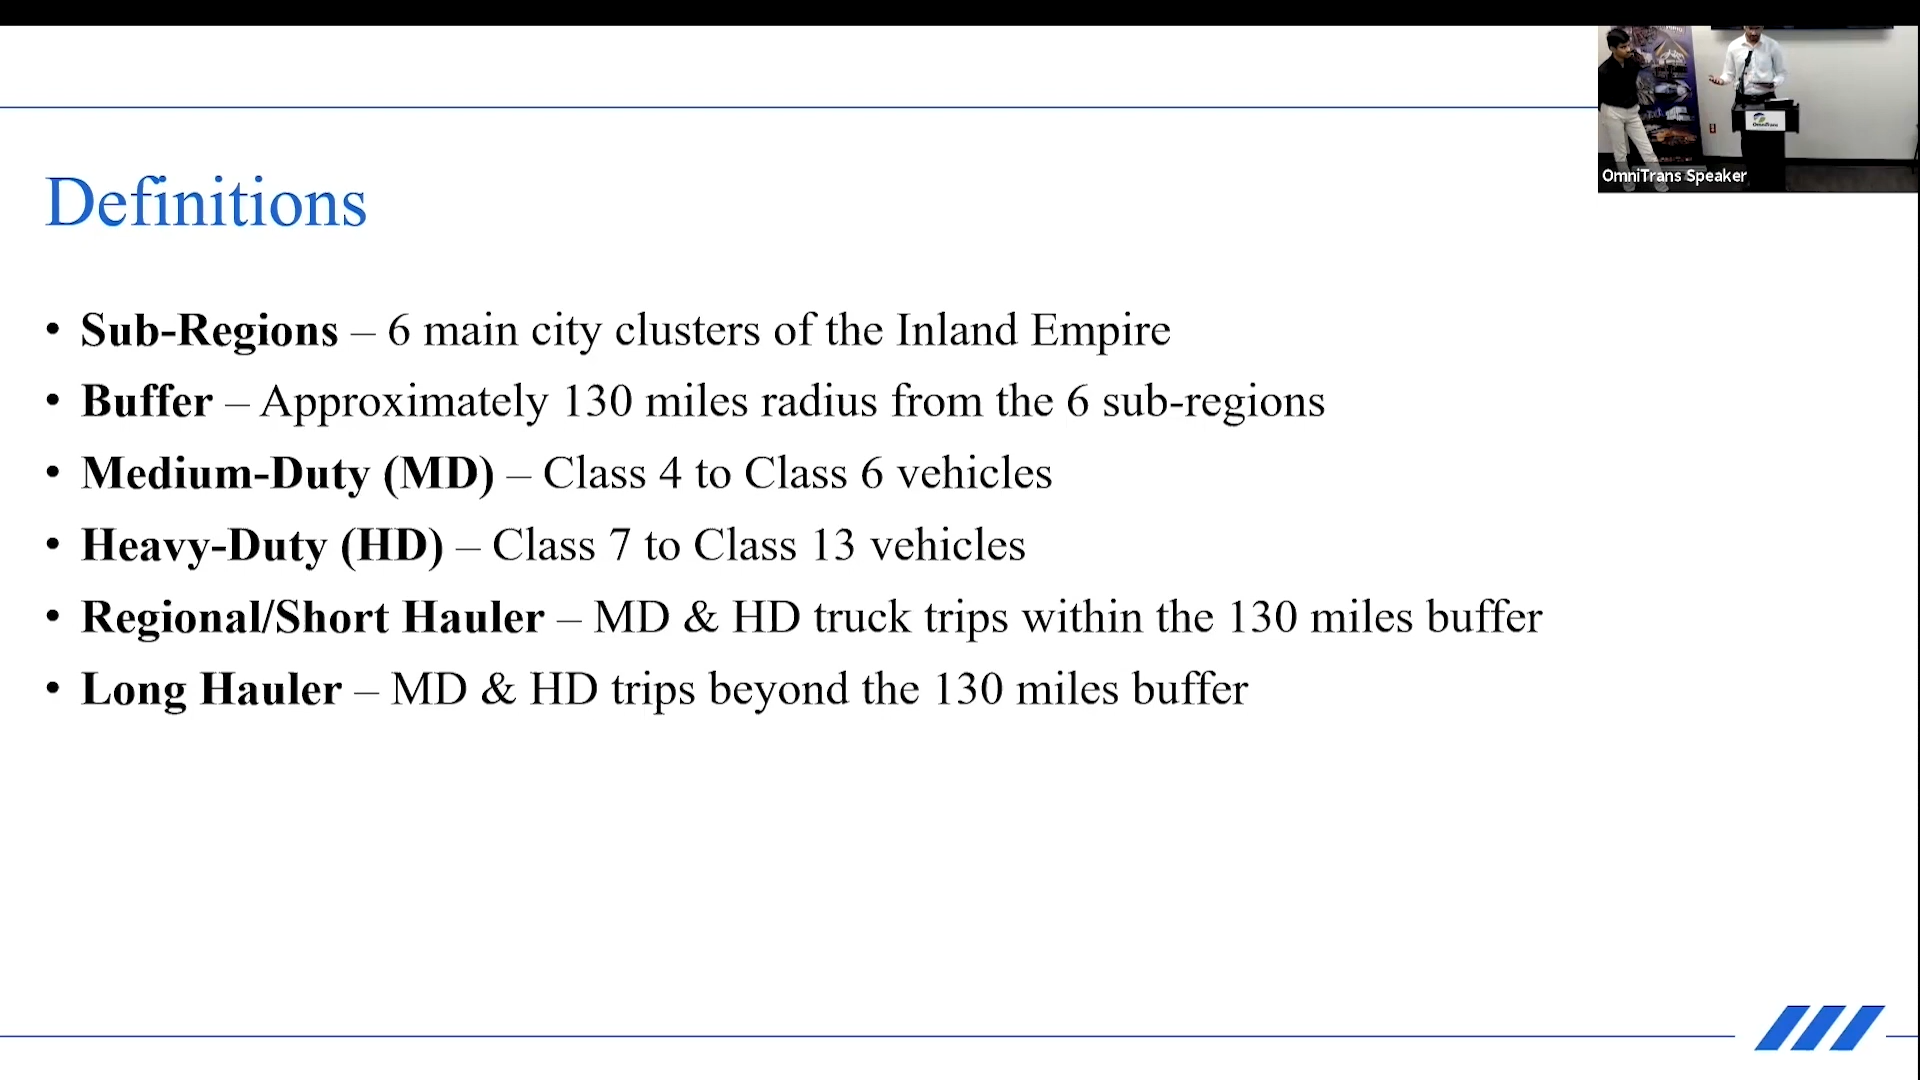 OmniTrans Speaker
Definitions
• Sub-Regions – 6 main city clusters of the Inland Empire
• Buffer – Approximately 130 miles radius from the 6 sub-regions
• Medium-Duty (MD) – Class 4 to Class 6 vehicles
• Heavy-Duty (HD) – Class 7 to Class 13 vehicles
• Regional/Short Hauler – MD & HD truck trips within the 130 miles buffer
• Long Hauler – MD & HD trips beyond the 130 miles buffer